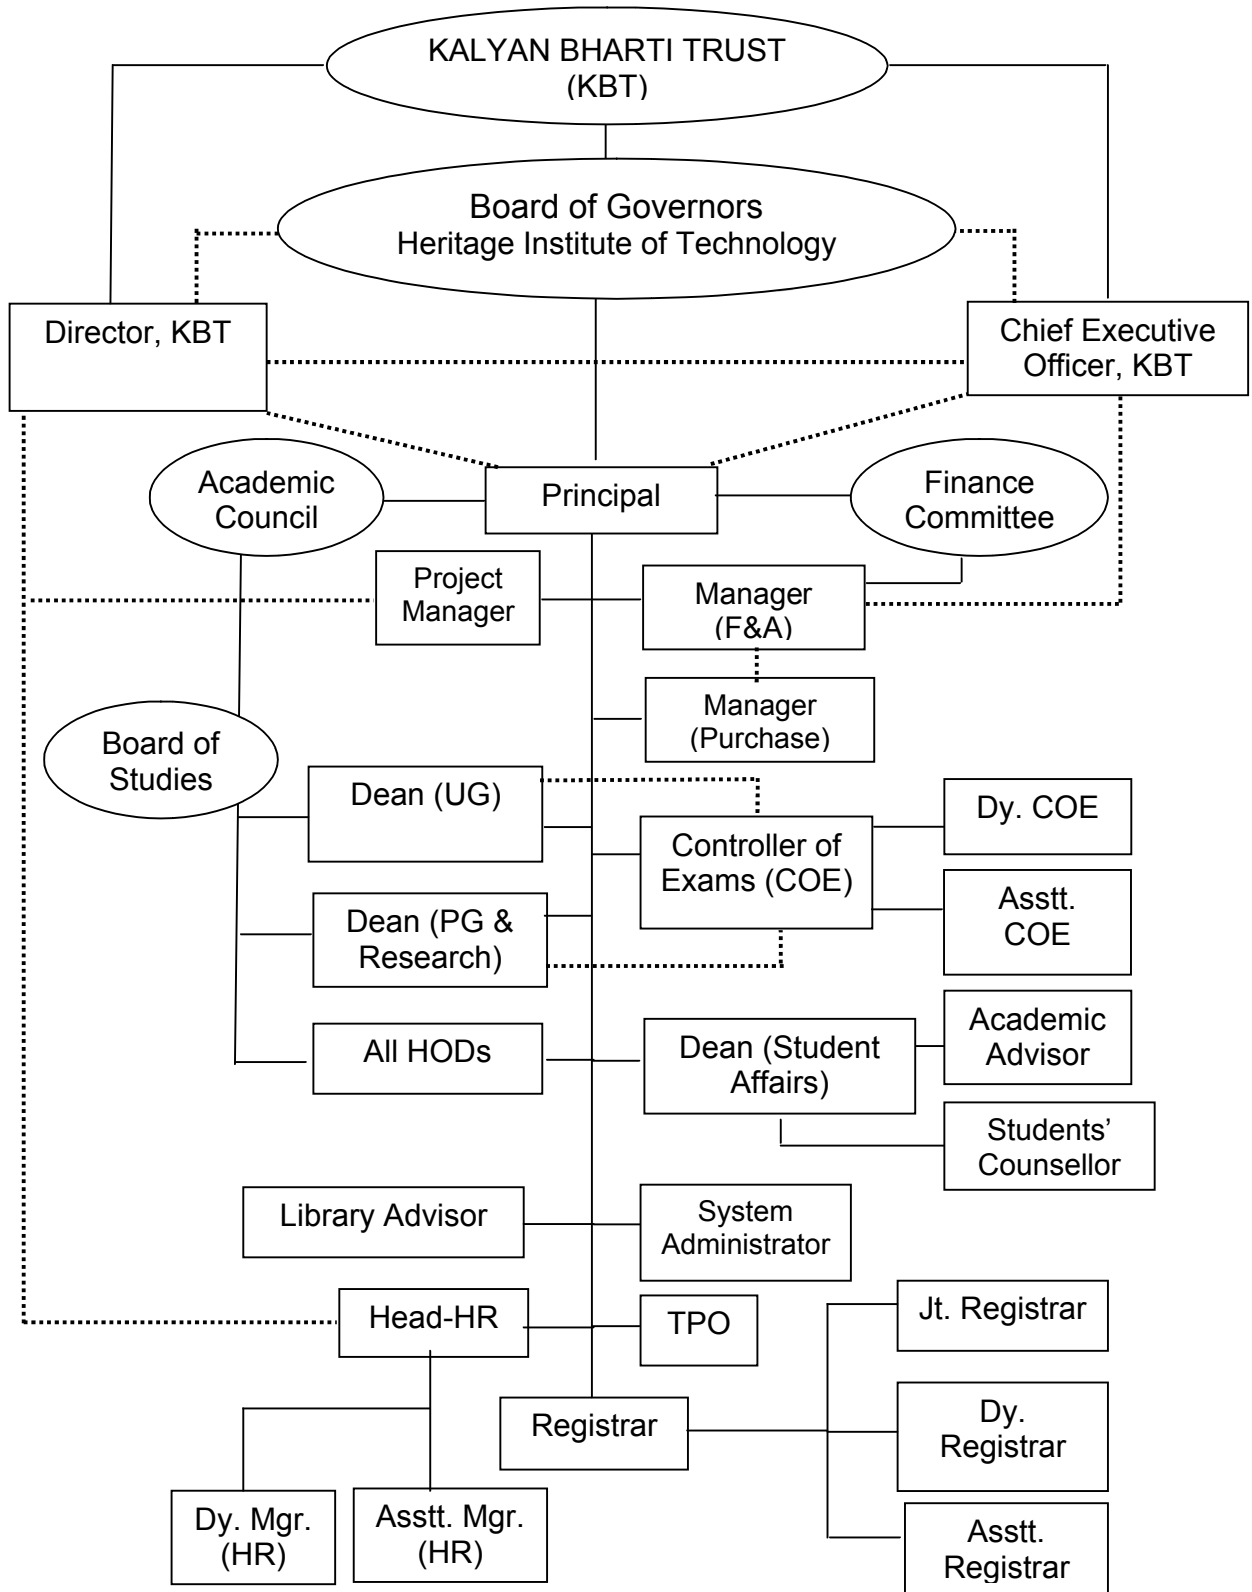 KALYAN BHARTI TRUST
(KBT)
Board of Governors
Heritage Institute of Technology
Director, KBT
Chief Executive
Officer, KBT
Academic
Council
Principal
Finance
Committee
Project
Manager
Manager
(F&A)
Manager
(Purchase)
Board of
Studies
Dean (UG)
Controller of
Exams (COE)
Dy. COE
Asstt.
COE
Dean (PG &
Research)
All HODs
Dean (Student
Affairs)
Academic
Advisor
Students’
Counsellor
Library Advisor
System
Administrator
Head-HR
TPO
Jt. Registrar
Registrar
Dy.
Registrar
Asstt.
Registrar
Dy. Mgr.
(HR)
Asstt. Mgr.
(HR)